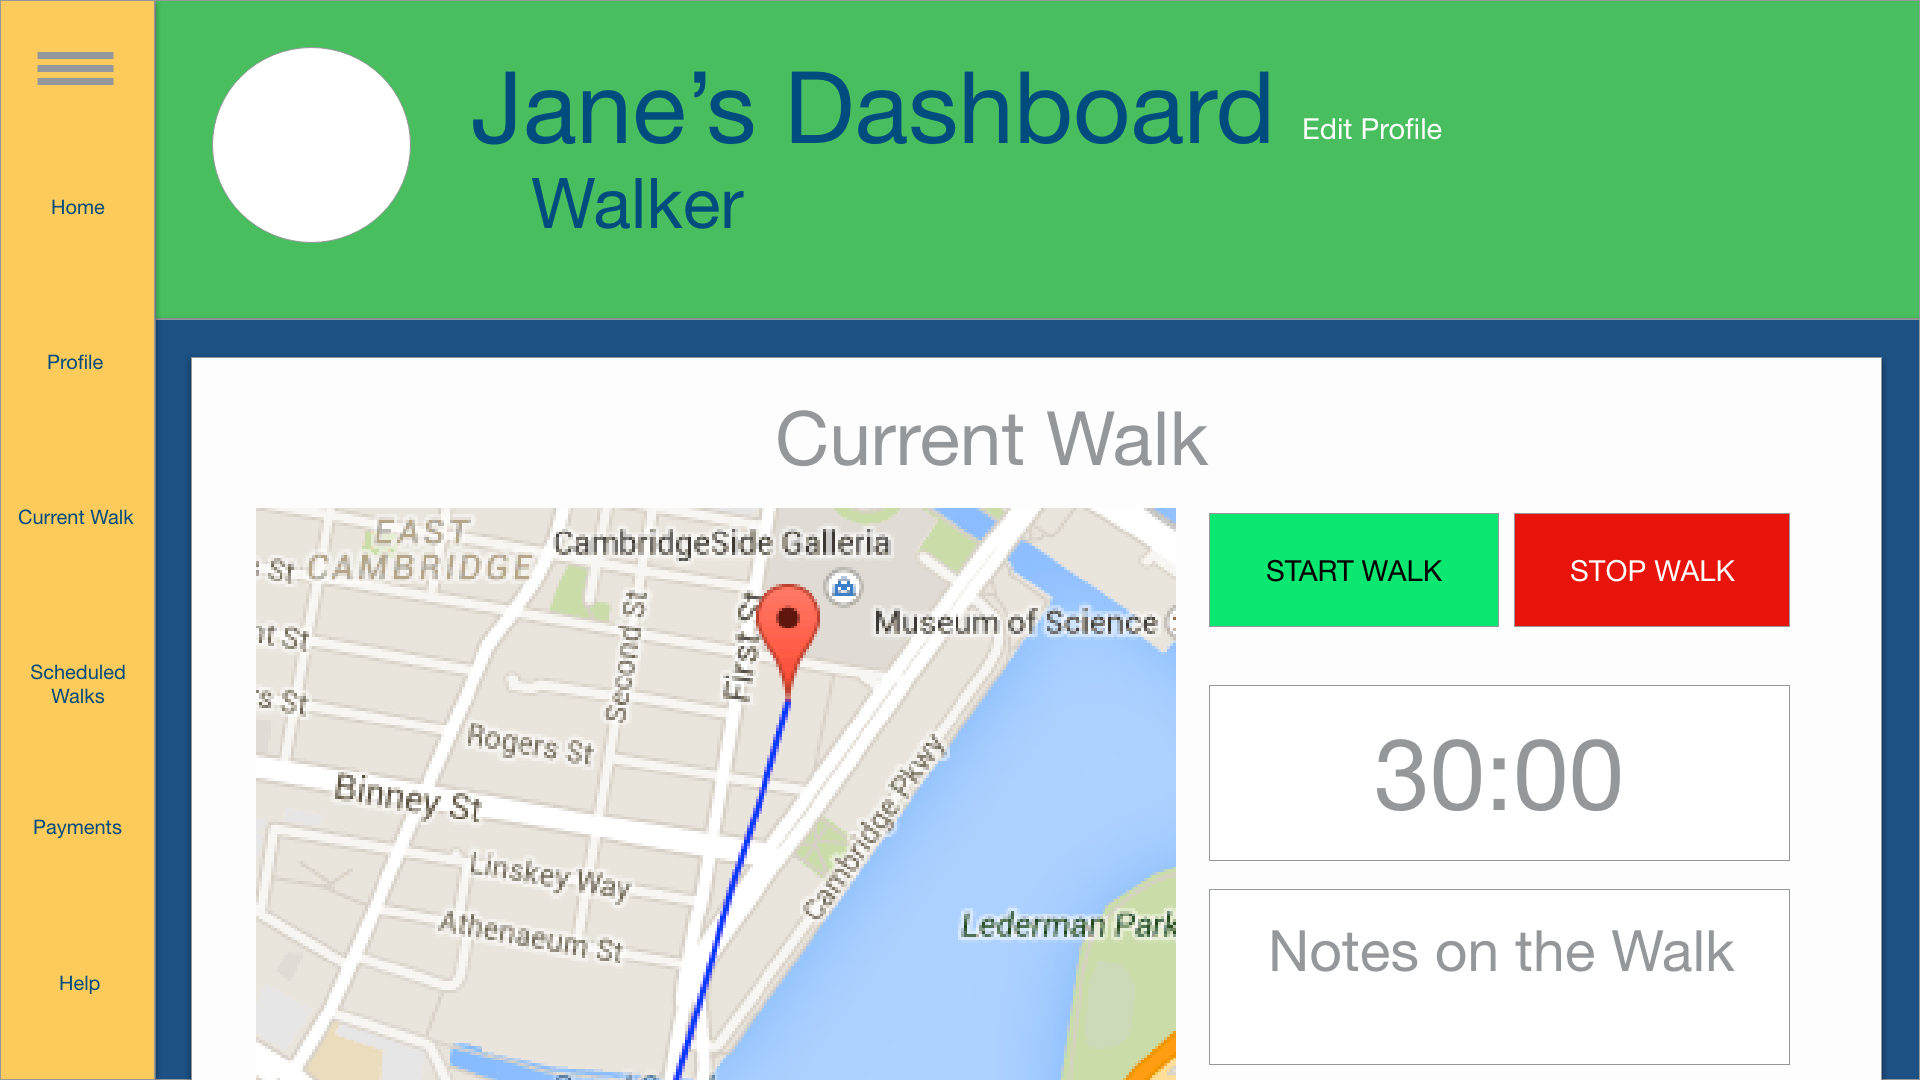 Jane’s Dashboard
Edit Profile
Walker
Home
Profile
Current Walk
Scheduled
Walks
Payments
Help
Current Walk
EAST
CAMBRIDGE
CambridgeSide Galleria
Museum of Science
St
St
St
Second St
First St
Rogers St
Binney St
Linskey Way
Athenaeum St
Cambridge Pkwy
Lederman Park
START WALK
STOP WALK
30:00
Notes on the Walk